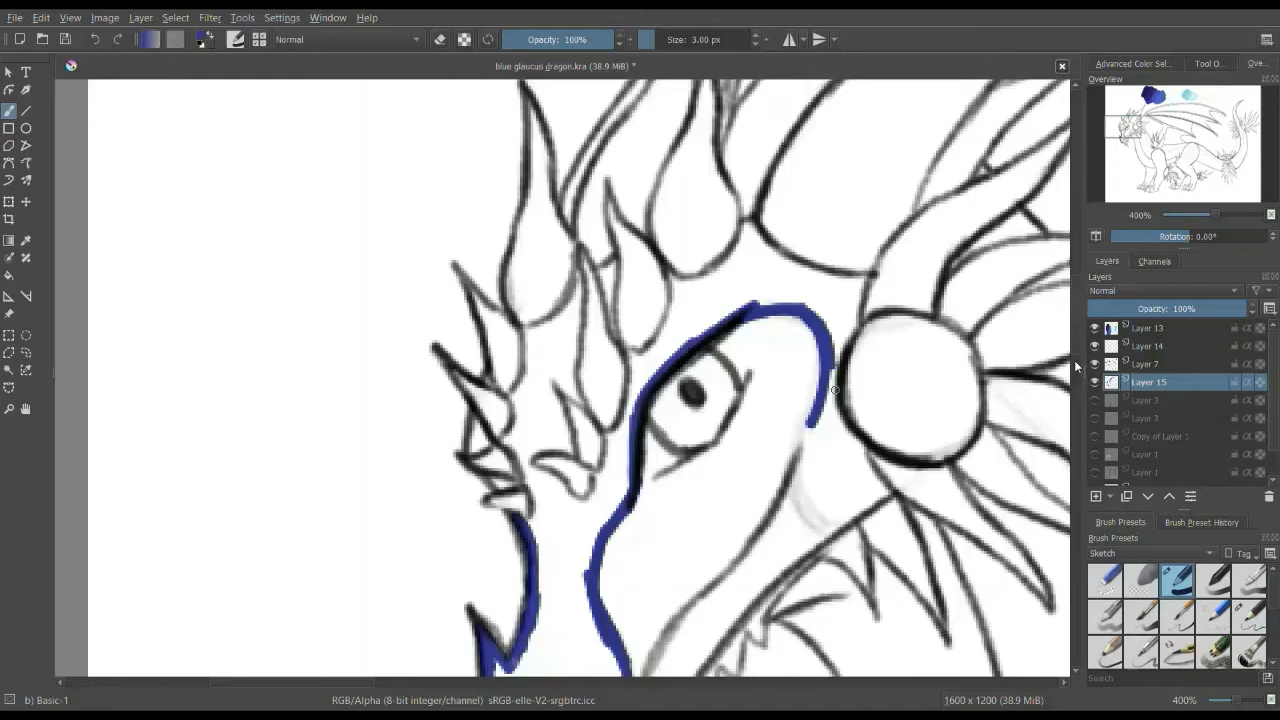 File Edit View Image Layer Select Filter Tools Settings Window Help
Normal Opacity: 100% Size: 3.00 px
blue glaucus dragon.kra (38.9 MiB) *
Advanced Color Sel... Tool O... Ove...
Overview
400%
Rotation: 0.00°
Layers Channels
Layers
Normal
Opacity: 100%
Layer 13
Layer 14
Layer 7
Layer 15
Layer 3
Layer 2
Copy of Layer 1
Layer 1
Layer 1
Brush Presets Brush Preset History
Brush Presets
Sketch Tag
Search
b) Basic-1 RGB/Alpha (8-bit integer/channel) sRGB-elle-V2-srgbtrc.icc 1600 x 1200 (38.9 MiB) 400%